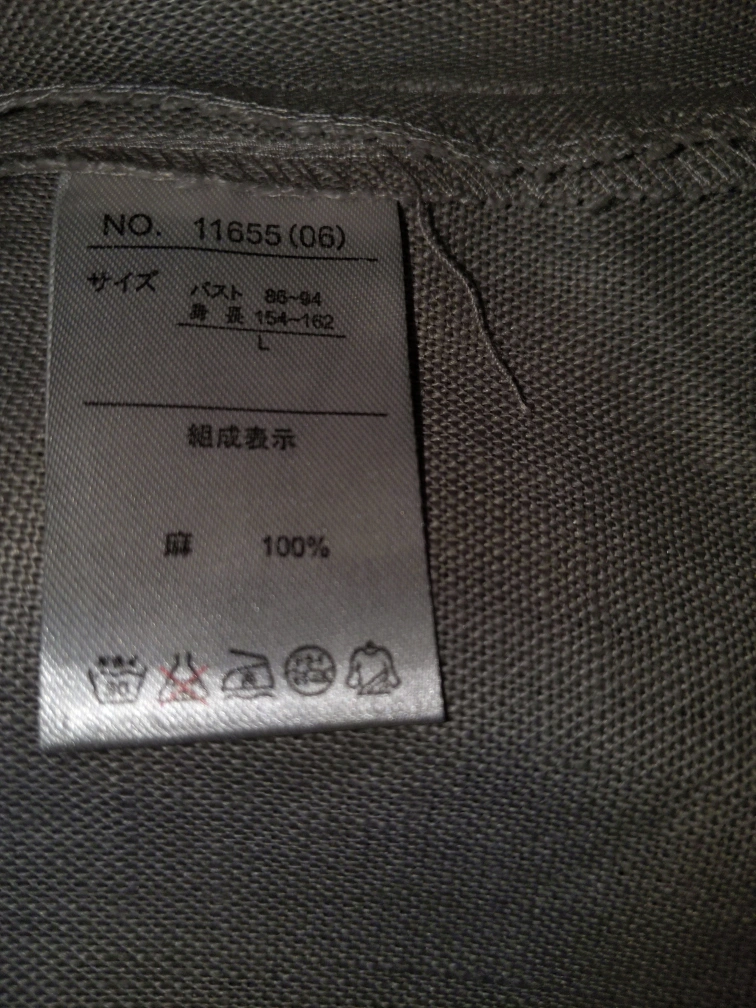 NO. 11655(06)
サイズ バスト 86~94
身長 154~162
L
組成表示
麻 100%
30